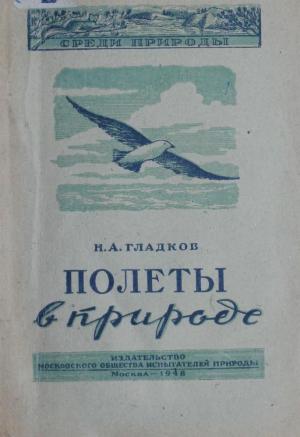 СРЕДИ ПРИРОДЫ
Н.А.ГЛАДКОВ
ПОЛЕТЫ
в природе
ИЗДАТЕЛЬСТВО
МОСКОВСКОГО ОБЩЕСТВА ИСПЫТАТЕЛЕЙ ПРИРОДЫ
МОСКВА — 1948